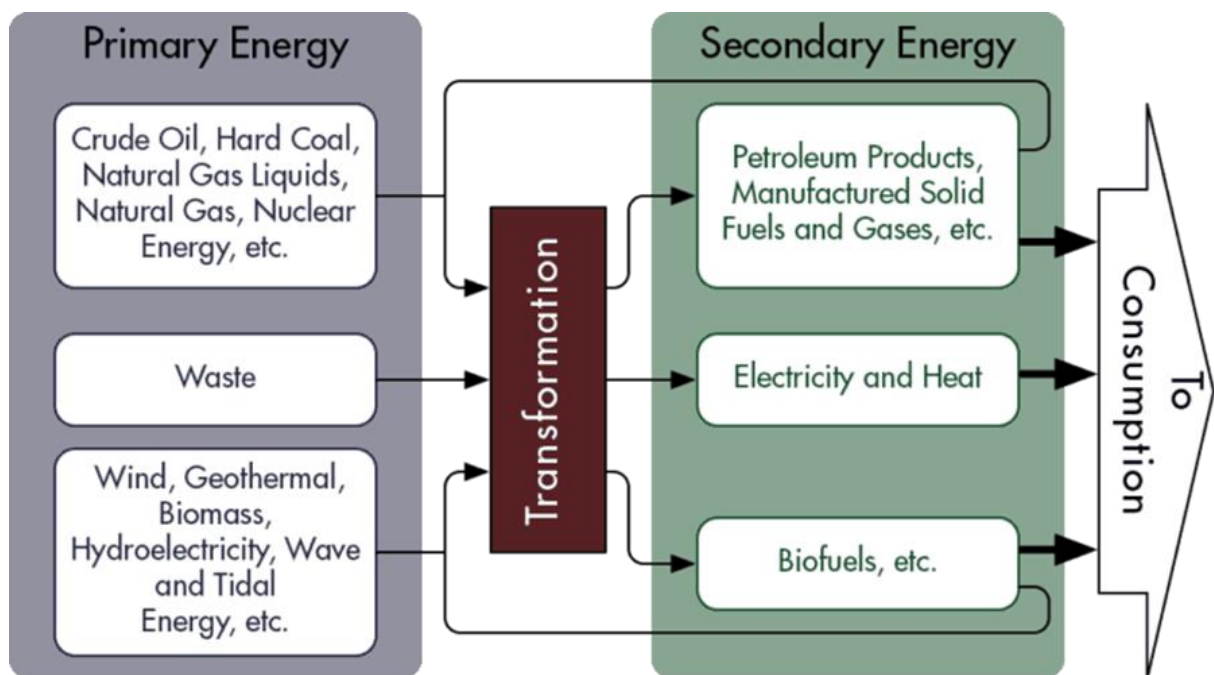 Primary Energy
Crude Oil, Hard Coal,
Natural Gas Liquids,
Natural Gas, Nuclear
Energy, etc.
Waste
Wind, Geothermal,
Biomass,
Hydroelectricity, Wave
and Tidal
Energy, etc.
Transformation
Secondary Energy
Petroleum Products,
Manufactured Solid
Fuels and Gases, etc.
Electricity and Heat
Biofuels, etc.
To
Consumption